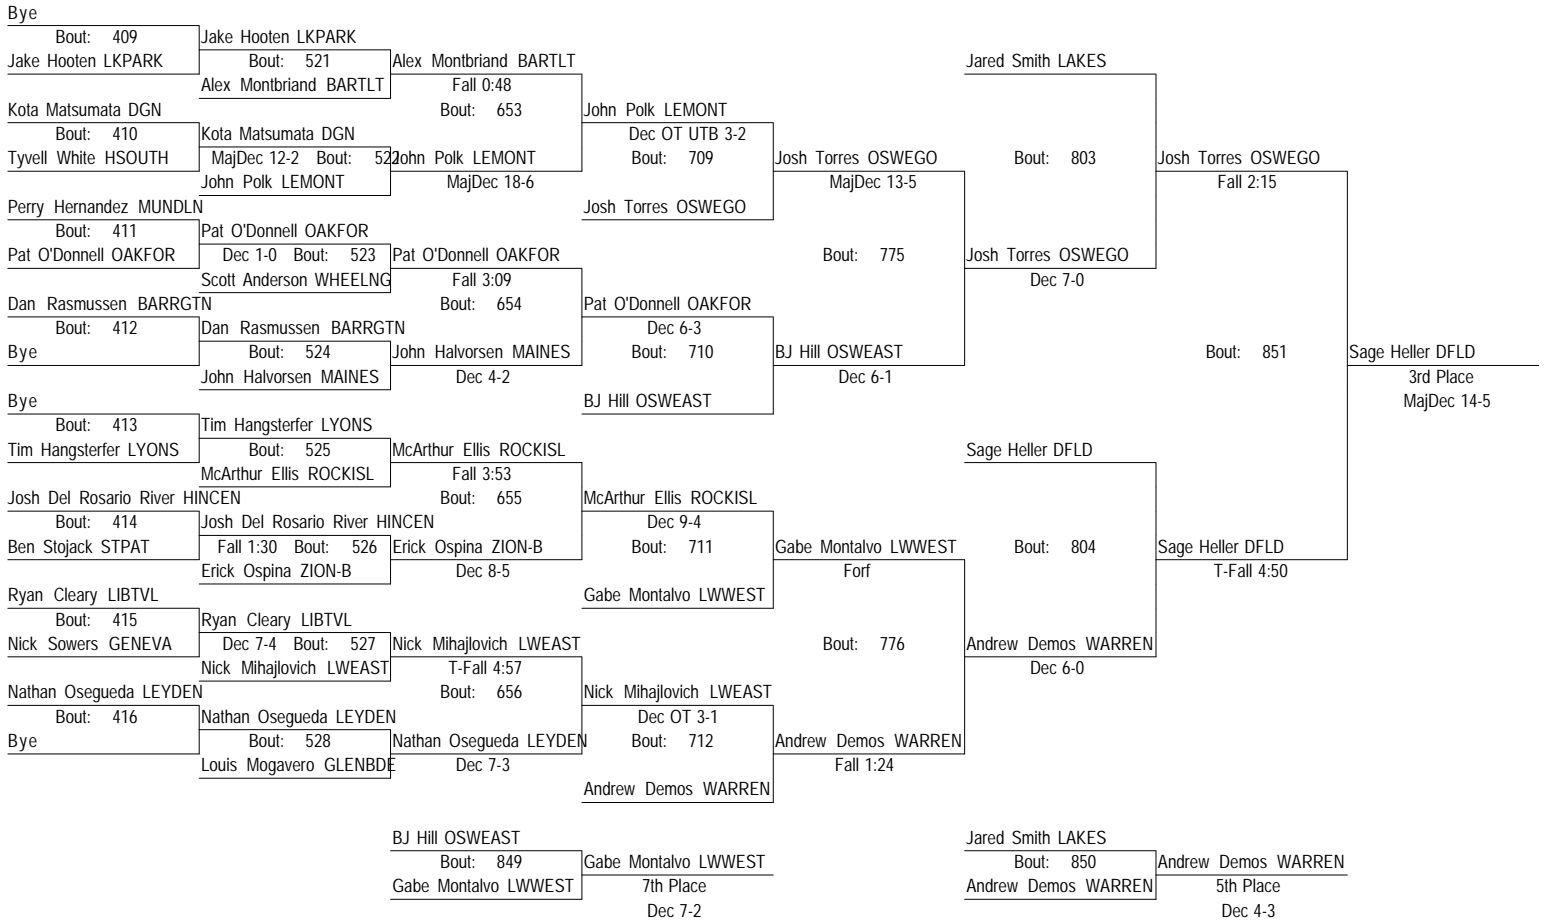 Bye
Bout: 409 Jake Hooten LKPARK
Jake Hooten LKPARK Bout: 521 Alex Montbriand BARTLT Jared Smith LAKES
Alex Montbriand BARTLT Fall 0:48
Kota Matsumata DGN Bout: 653 John Polk LEMONT
Bout: 410 Kota Matsumata DGN Dec OT UTB 3-2
Tyvell White HSOUTH MajDec 12-2 Bout: 522 John Polk LEMONT Bout: 709 Josh Torres OSWEGO Bout: 803 Josh Torres OSWEGO
John Polk LEMONT MajDec 18-6 MajDec 13-5 Fall 2:15
Perry Hernandez MUNDLN Josh Torres OSWEGO
Bout: 411 Pat O'Donnell OAKFOR
Pat O'Donnell OAKFOR Dec 1-0 Bout: 523 Pat O'Donnell OAKFOR Bout: 775 Josh Torres OSWEGO
Scott Anderson WHEELNG Fall 3:09 Dec 7-0
Dan Rasmussen BARRGTN Bout: 654 Pat O'Donnell OAKFOR
Bout: 412 Dan Rasmussen BARRGTN Dec 6-3
Bye Bout: 524 John Halvorsen MAINES Bout: 710 BJ Hill OSWEAST Bout: 851 Sage Heller DFLD
John Halvorsen MAINES Dec 4-2 Dec 6-1 3rd Place
Bye BJ Hill OSWEAST MajDec 14-5
Bout: 413 Tim Hangsterfer LYONS
Tim Hangsterfer LYONS Bout: 525 McArthur Ellis ROCKISL Sage Heller DFLD
McArthur Ellis ROCKISL Fall 3:53
Josh Del Rosario River HINCEN Bout: 655 McArthur Ellis ROCKISL
Bout: 414 Josh Del Rosario River HINCEN Dec 9-4
Ben Stojack STPAT Fall 1:30 Bout: 526 Erick Ospina ZION-B Bout: 711 Gabe Montalvo LWWEST Bout: 804 Sage Heller DFLD
Erick Ospina ZION-B Dec 8-5 Forf T-Fall 4:50
Ryan Cleary LIBTVL Gabe Montalvo LWWEST
Bout: 415 Ryan Cleary LIBTVL
Nick Sowers GENEVA Dec 7-4 Bout: 527 Nick Mihajlovich LWEAST Bout: 776 Andrew Demos WARREN
Nick Mihajlovich LWEAST T-Fall 4:57 Dec 6-0
Nathan Osegueda LEYDEN Bout: 656 Nick Mihajlovich LWEAST
Bout: 416 Nathan Osegueda LEYDEN Dec OT 3-1
Bye Bout: 528 Nathan Osegueda LEYDEN Bout: 712 Andrew Demos WARREN
Louis Mogavero GLENBDE Dec 7-3 Fall 1:24
Andrew Demos WARREN
BJ Hill OSWEAST Jared Smith LAKES
Bout: 849 Gabe Montalvo LWWEST Bout: 850 Andrew Demos WARREN
Gabe Montalvo LWWEST 7th Place Andrew Demos WARREN 5th Place
Dec 7-2 Dec 4-3